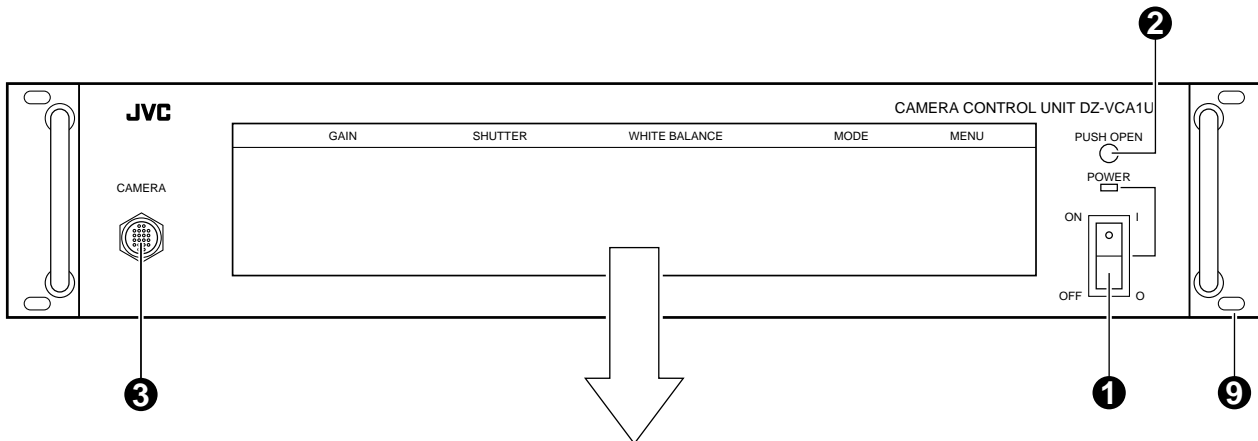 2
JVC
CAMERA CONTROL UNIT DZ-VCA1U
GAIN SHUTTER WHITE BALANCE MODE MENU
PUSH OPEN
CAMERA
POWER
ON I
OFF O
3
1
9